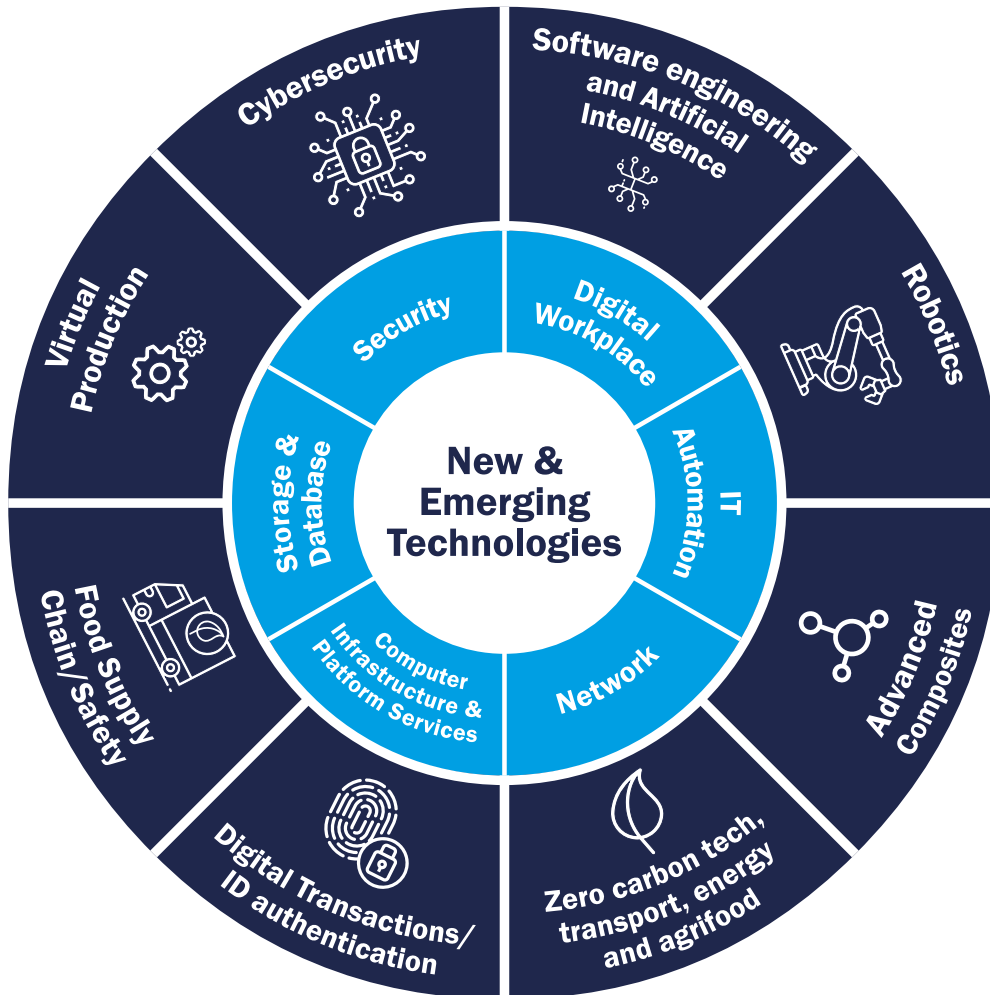 New &
Emerging
Technologies
Digital
Workplace
IT
Automation
Network
Computer
Infrastructure &
Platform Services
Storage &
Database
Security
Software engineering
and Artificial
Intelligence
Robotics
Advanced
Composites
Zero carbon tech,
transport, energy
and agrifood
Digital Transactions/
ID authentication
Food Supply
Chain/Safety
Virtual
Production
Cybersecurity